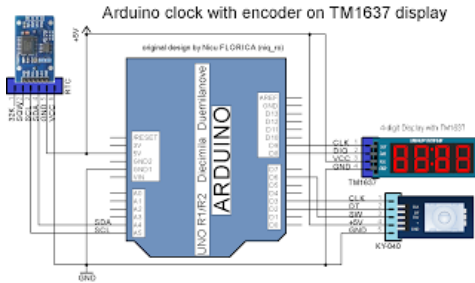 Arduino clock with encoder on TM1637 display
original design by Nicu FLORICA (niq_ro)
+5V
RTC
32K
SQW
SCL
SDA
GND
VCC
UNO R1/R2 Diecimila Duemilanove
ARDUINO
RESET
3V
5V
GND2
GND1
VIN
A0
A1
A2
A3
A4
A5
SDA
SCL
AREF
GND
D13
D12
D11
D10
D9
D8
D7
D6
D5
D4
D3
D2
D1
D0
4-digit Display with TM1637
CLK
DIO
VCC
GND
88:88
TM1637
CLK
DT
SW
+5V
GND
KY-040
GND